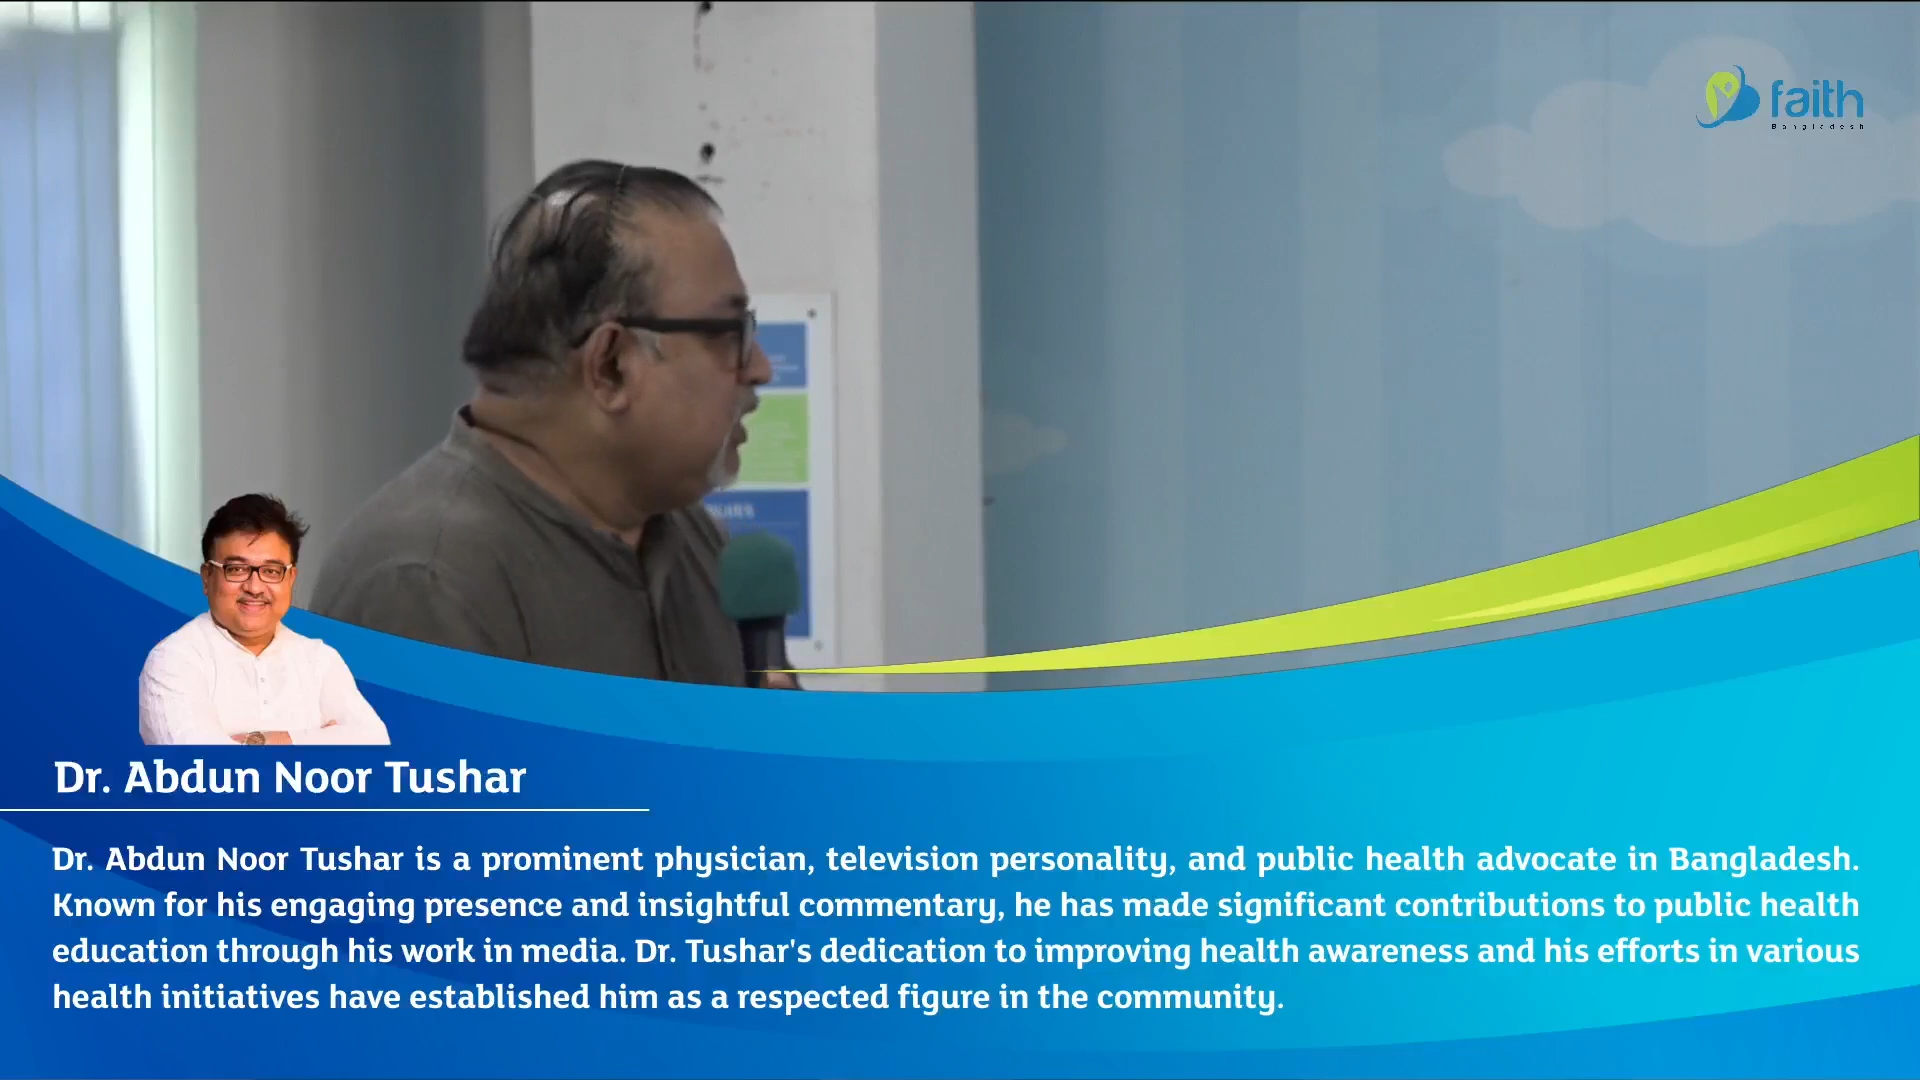 faith
Bangladesh
Dr. Abdun Noor Tushar
Dr. Abdun Noor Tushar is a prominent physician, television personality, and public health advocate in Bangladesh.
Known for his engaging presence and insightful commentary, he has made significant contributions to public health
education through his work in media. Dr. Tushar's dedication to improving health awareness and his efforts in various
health initiatives have established him as a respected figure in the community.